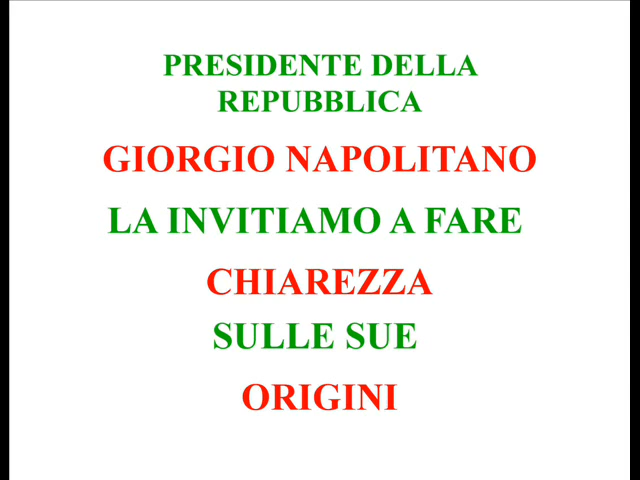 PRESIDENTE DELLA
REPUBBLICA
GIORGIO NAPOLITANO
LA INVITIAMO A FARE
CHIAREZZA
SULLE SUE
ORIGINI